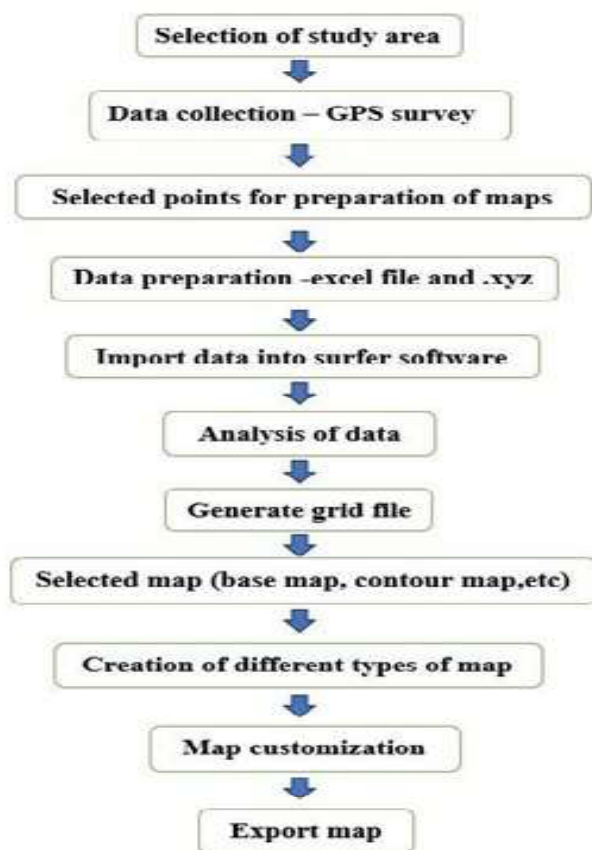 Selection of study area
Data collection – GPS survey
Selected points for preparation of maps
Data preparation -excel file and .xyz
Import data into surfer software
Analysis of data
Generate grid file
Selected map (base map, contour map,etc)
Creation of different types of map
Map customization
Export map